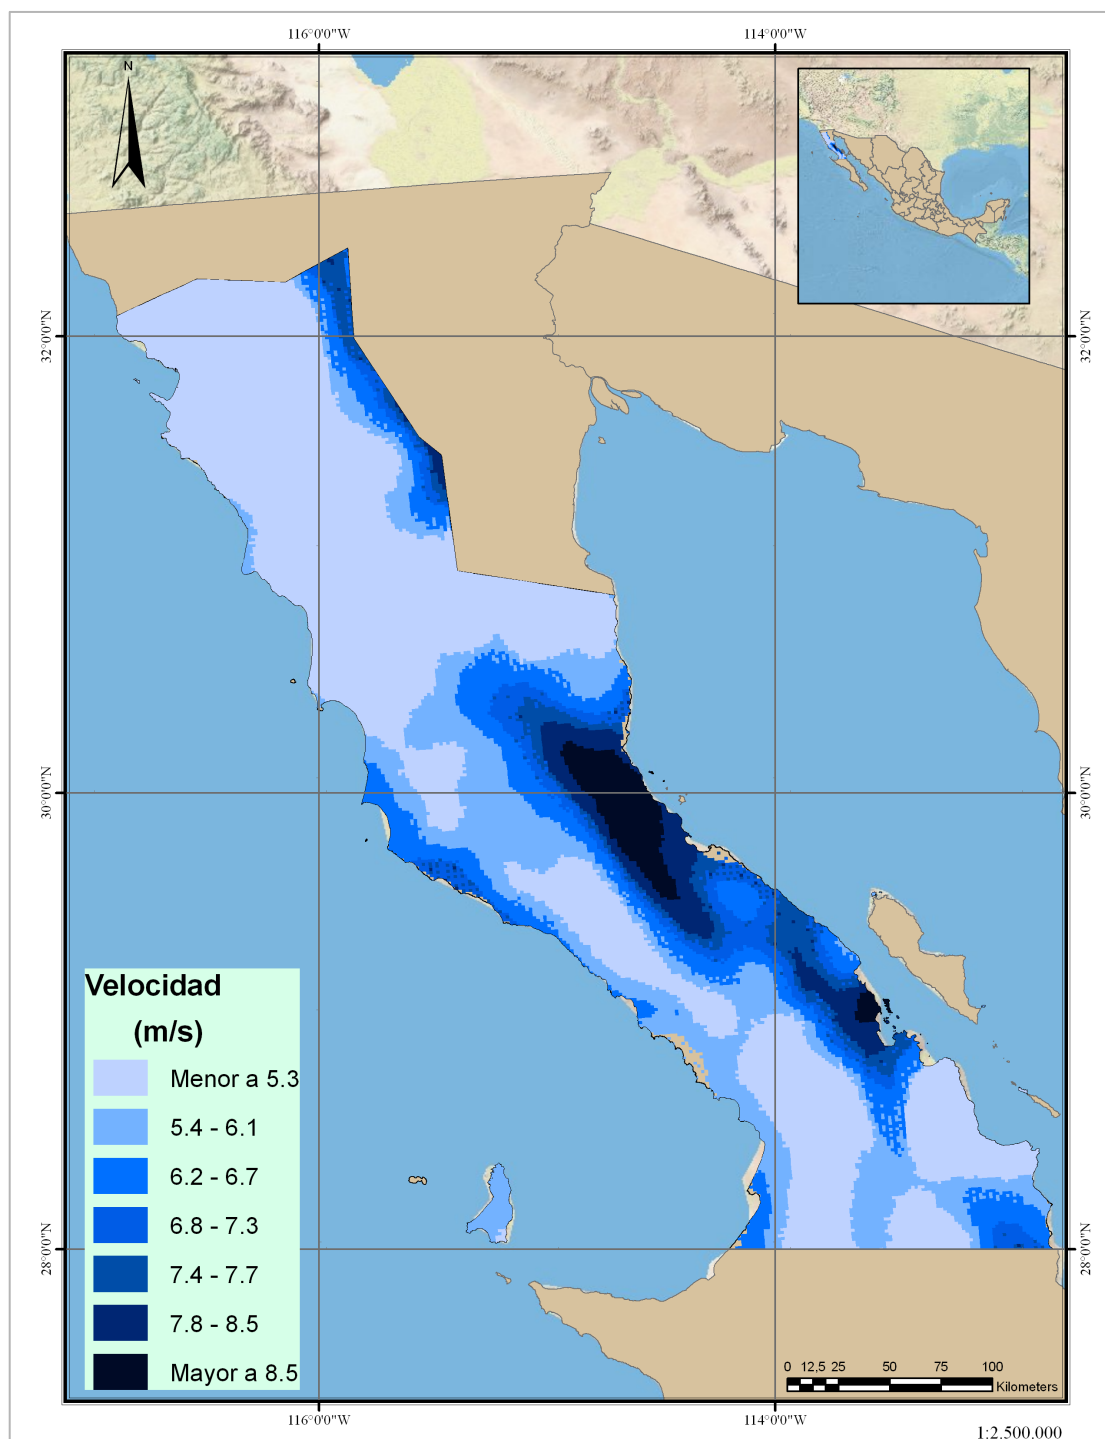 116°0'0"W
114°0'0"W
N
32°0'0"N
32°0'0"N
30°0'0"N
30°0'0"N
Velocidad
(m/s)
Menor a 5.3
5.4 - 6.1
6.2 - 6.7
6.8 - 7.3
7.4 - 7.7
7.8 - 8.5
Mayor a 8.5
28°0'0"N
28°0'0"N
0 12,5 25 50 75 100
Kilometers
116°0'0"W
114°0'0"W
1:2.500.000